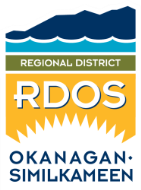 REGIONAL DISTRICT
RDOS
OKANAGAN·
SIMILKAMEEN